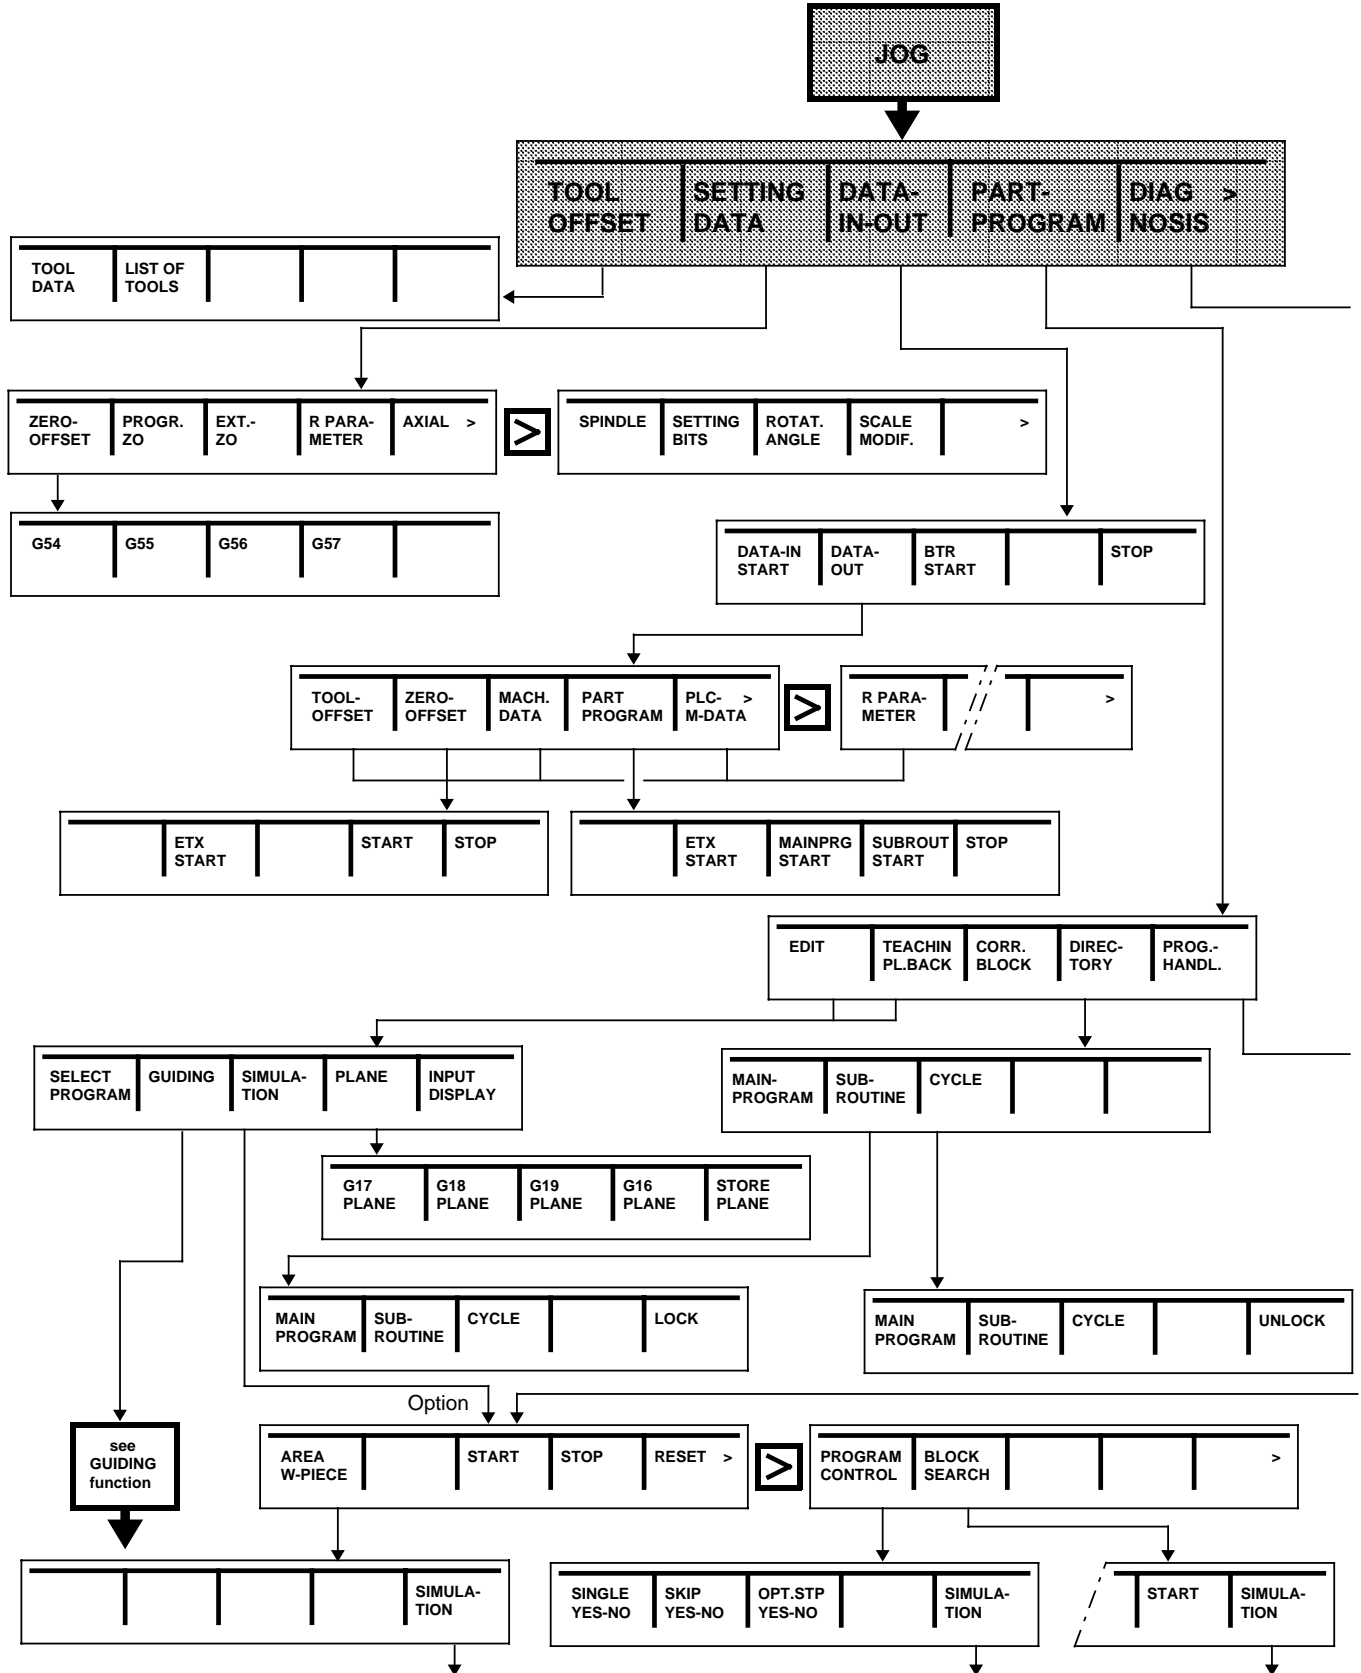 JOG
TOOL OFFSET
SETTING DATA
DATA-IN-OUT
PART-PROGRAM
DIAG NOSIS >
TOOL DATA
LIST OF TOOLS
ZERO-OFFSET
PROGR. ZO
EXT.-ZO
R PARA-METER
AXIAL >
>
SPINDLE
SETTING BITS
ROTAT. ANGLE
SCALE MODIF.
>
G54
G55
G56
G57
DATA-IN START
DATA-OUT
BTR START
STOP
TOOL-OFFSET
ZERO-OFFSET
MACH. DATA
PART PROGRAM
PLC- > M-DATA
>
R PARA-METER
>
ETX START
START
STOP
ETX START
MAINPRG START
SUBROUT START
STOP
EDIT
TEACHIN PL.BACK
CORR. BLOCK
DIREC-TORY
PROG.-HANDL.
SELECT PROGRAM
GUIDING
SIMULA-TION
PLANE
INPUT DISPLAY
MAIN-PROGRAM
SUB-ROUTINE
CYCLE
G17 PLANE
G18 PLANE
G19 PLANE
G16 PLANE
STORE PLANE
MAIN PROGRAM
SUB-ROUTINE
CYCLE
LOCK
MAIN PROGRAM
SUB-ROUTINE
CYCLE
UNLOCK
Option
see
GUIDING
function
AREA W-PIECE
START
STOP
RESET >
>
PROGRAM CONTROL
BLOCK SEARCH
>
SIMULA-TION
SINGLE YES-NO
SKIP YES-NO
OPT.STP YES-NO
SIMULA-TION
START
SIMULA-TION